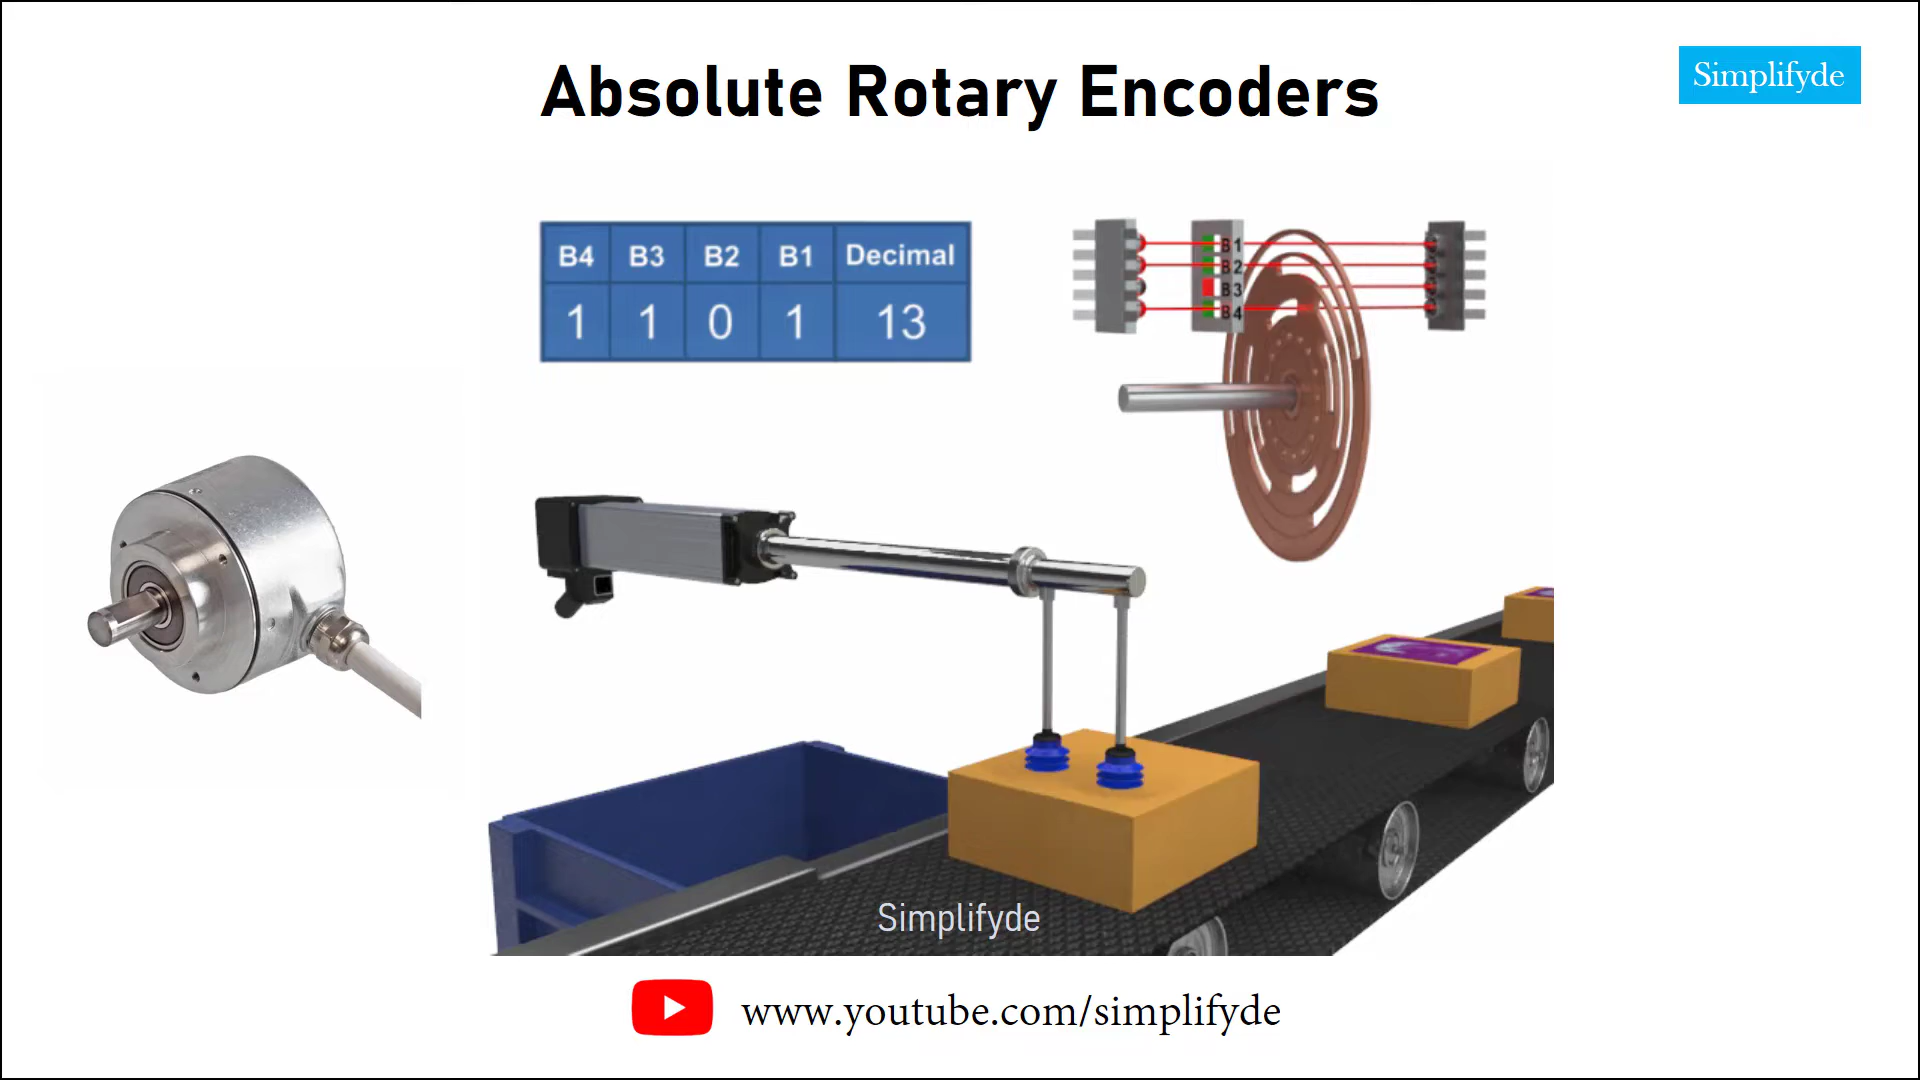 Absolute Rotary Encoders
Simplifyde
B4 B3 B2 B1 Decimal
1 1 0 1 13
B1
B2
B3
B4
Simplifyde
www.youtube.com/simplifyde